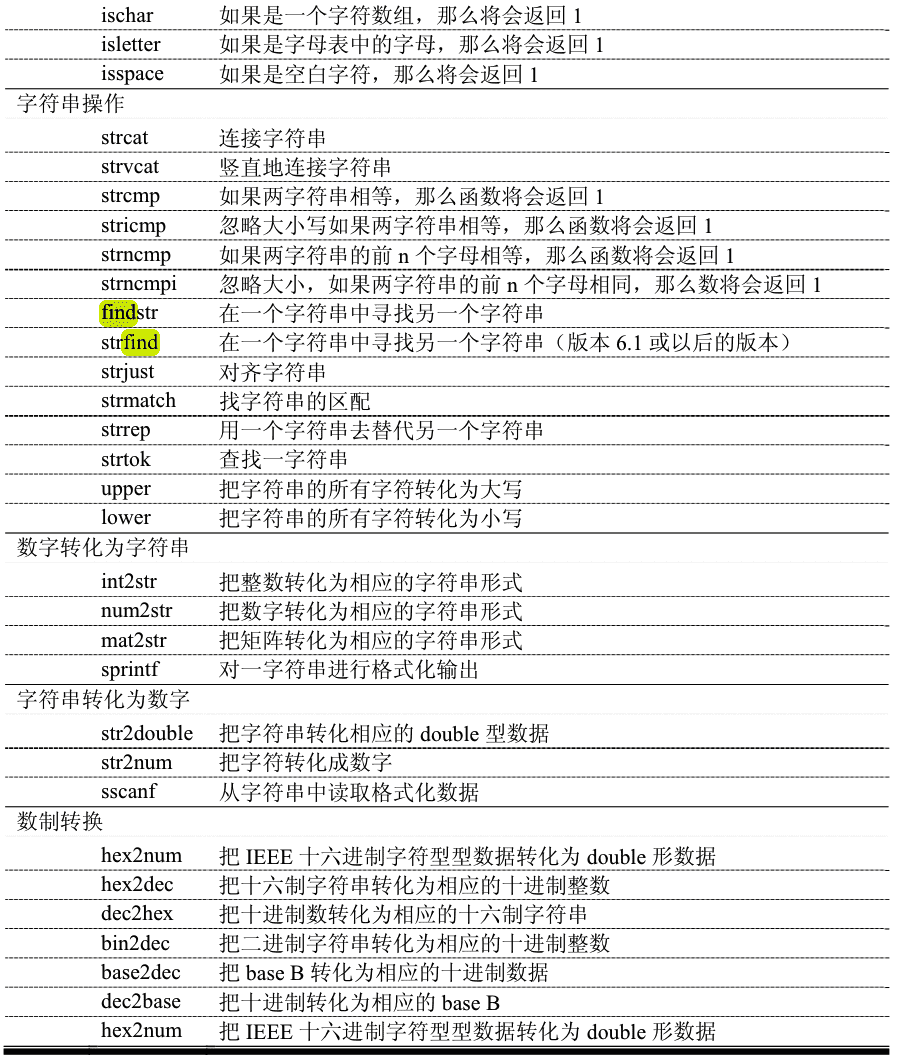 ischar 如果是一个字符数组，那么将会返回 1
isletter 如果是字母表中的字母，那么将会返回 1
isspace 如果是空白字符，那么将会返回 1
字符串操作
strcat 连接字符串
strvcat 竖直地连接字符串
strcmp 如果两字符串相等，那么函数将会返回 1
stricmp 忽略大小写如果两字符串相等，那么函数将会返回 1
strncmp 如果两字符串的前 n 个字母相等，那么函数将会返回 1
strncmpi 忽略大小，如果两字符串的前 n 个字母相同，那么数将会返回 1
findstr 在一个字符串中寻找另一个字符串
strfind 在一个字符串中寻找另一个字符串（版本 6.1 或以后的版本）
strjust 对齐字符串
strmatch 找字符串的区配
strrep 用一个字符串去替代另一个字符串
strtok 查找一字符串
upper 把字符串的所有字符转化为大写
lower 把字符串的所有字符转化为小写
数字转化为字符串
int2str 把整数转化为相应的字符串形式
num2str 把数字转化为相应的字符串形式
mat2str 把矩阵转化为相应的字符串形式
sprintf 对一字符串进行格式化输出
字符串转化为数字
str2double 把字符串转化相应的 double 型数据
str2num 把字符转化成数字
sscanf 从字符串中读取格式化数据
数制转换
hex2num 把 IEEE 十六进制字符型型数据转化为 double 形数据
hex2dec 把十六制字符串转化为相应的十进制整数
dec2hex 把十进制数转化为相应的十六制字符串
bin2dec 把二进制字符串转化为相应的十进制整数
base2dec 把 base B 转化为相应的十进制数据
dec2base 把十进制转化为相应的 base B
hex2num 把 IEEE 十六进制字符型型数据转化为 double 形数据